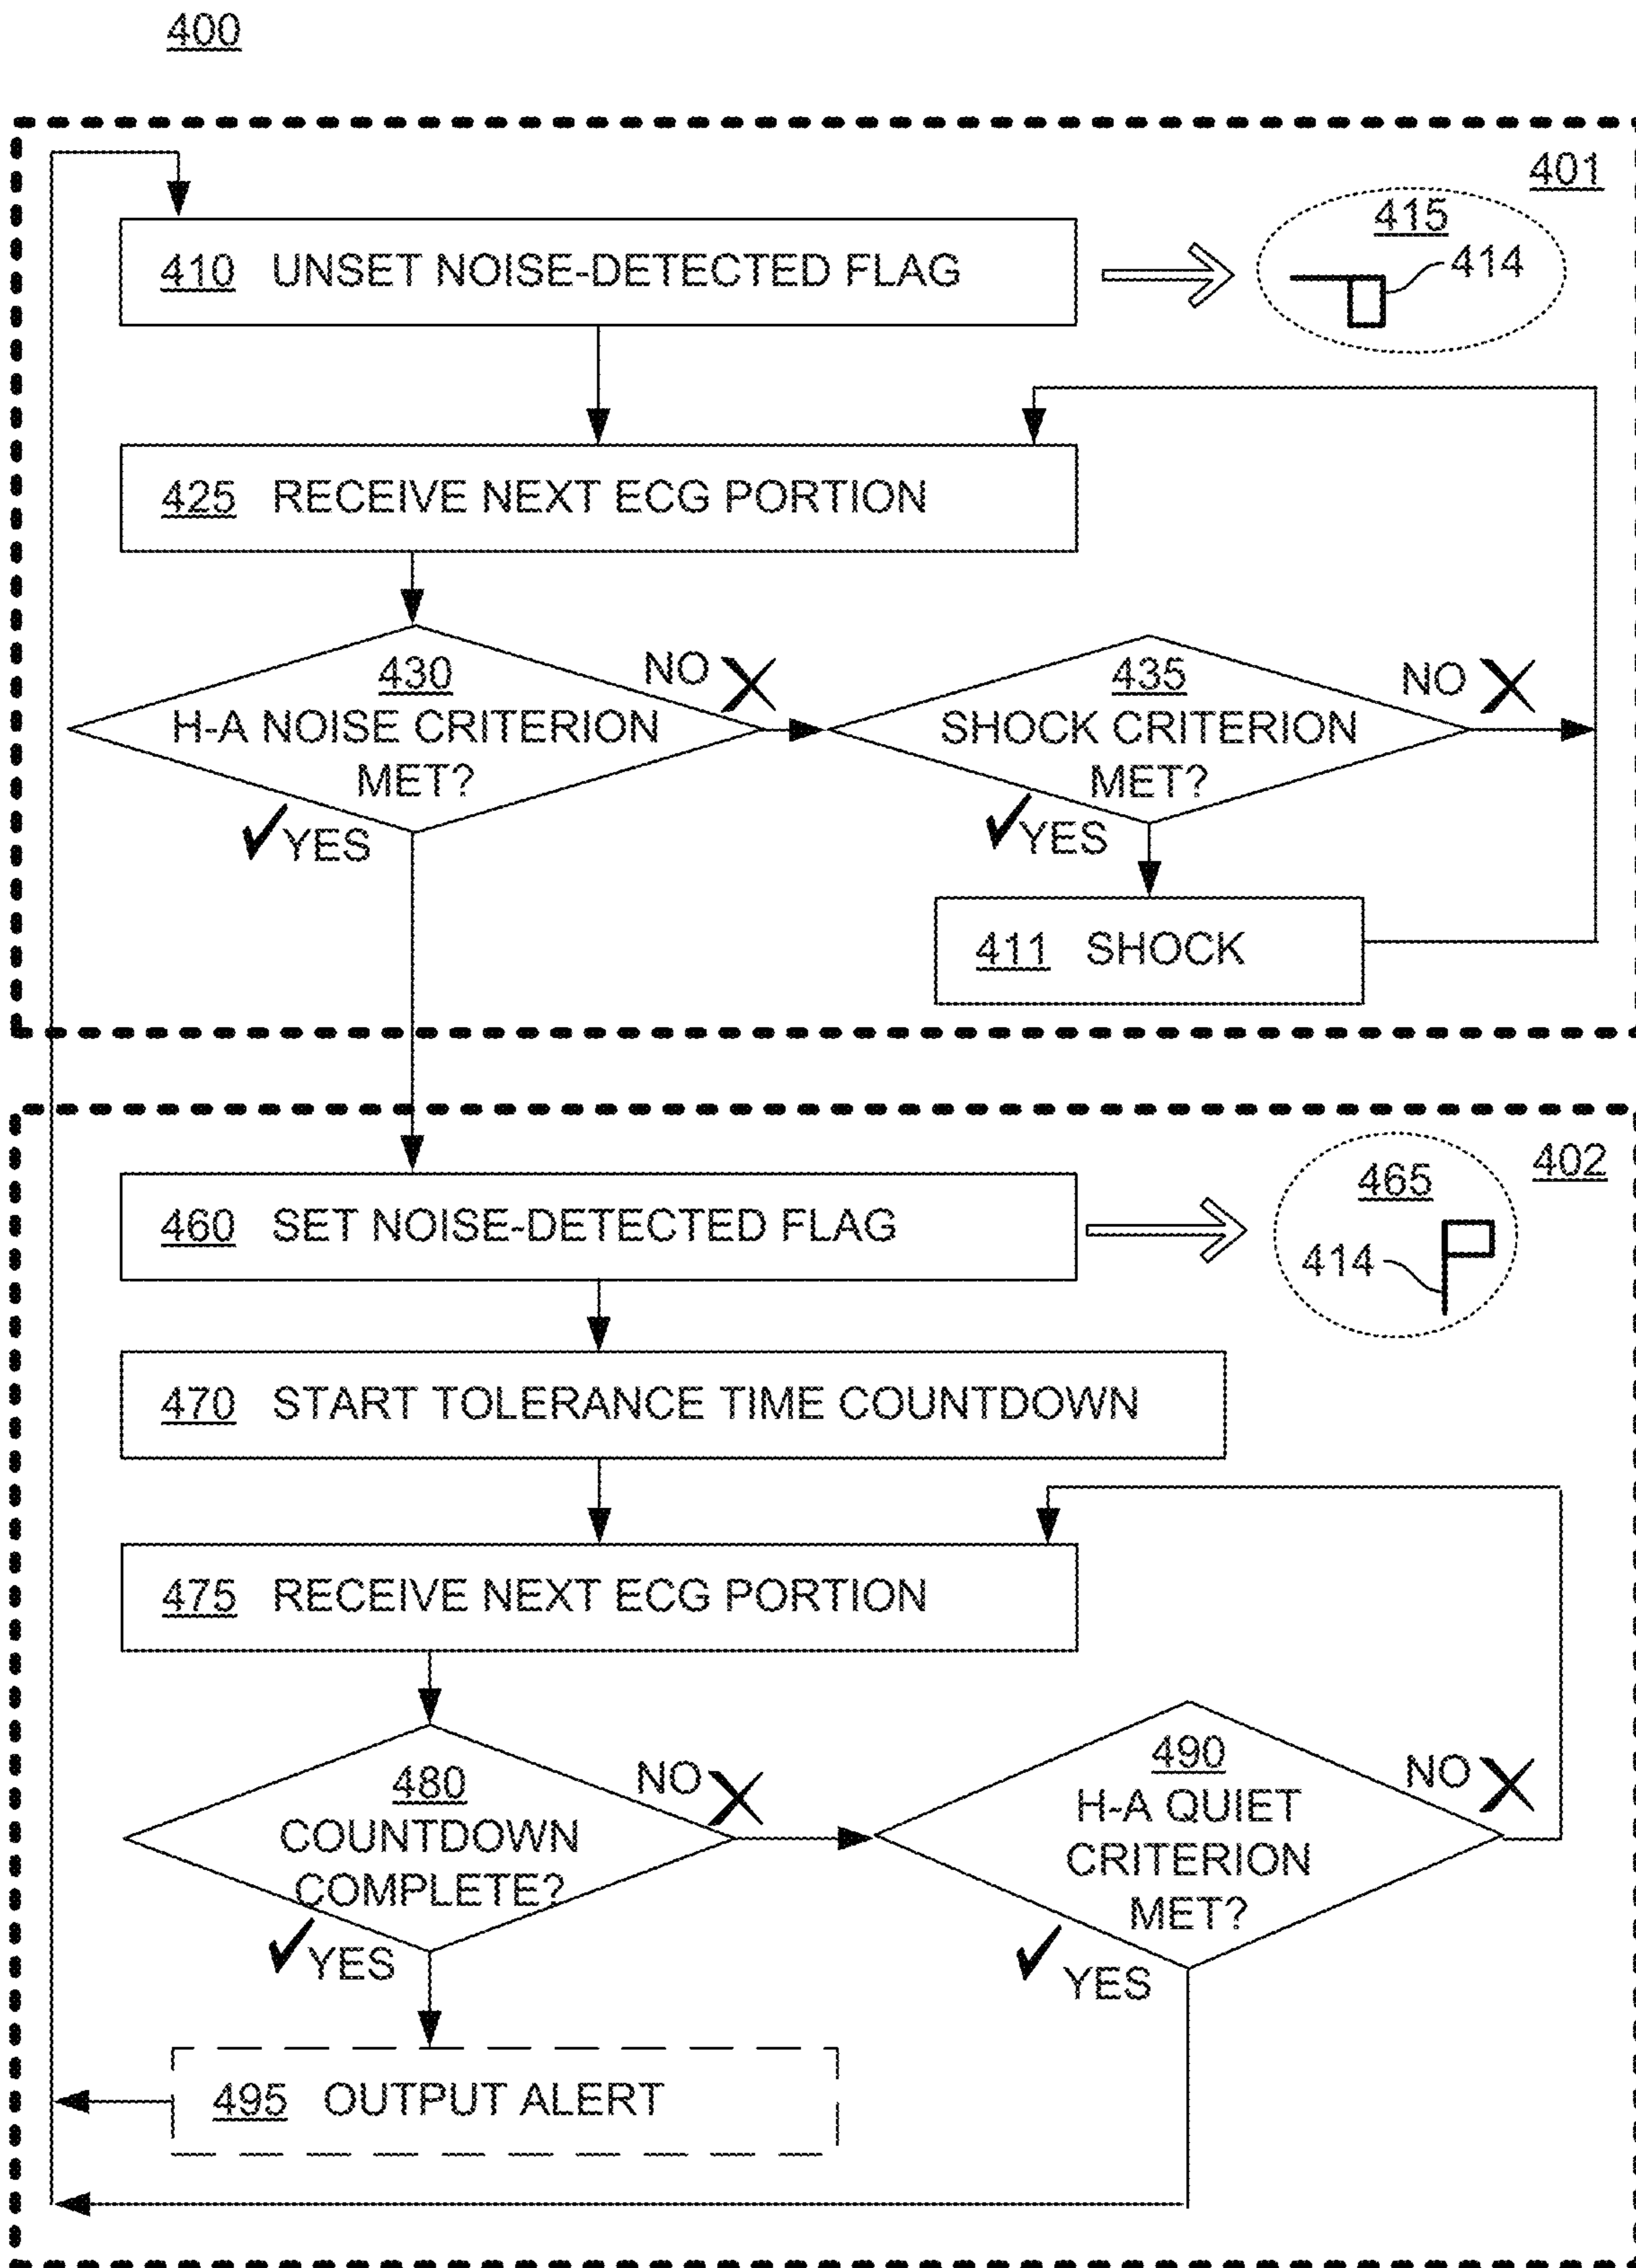 400
401
415
410 UNSET NOISE-DETECTED FLAG
414
425 RECEIVE NEXT ECG PORTION
430
H-A NOISE CRITERION
MET?
NO
YES
435
SHOCK CRITERION
MET?
NO
YES
411 SHOCK
402
465
460 SET NOISE-DETECTED FLAG
414
470 START TOLERANCE TIME COUNTDOWN
475 RECEIVE NEXT ECG PORTION
480
COUNTDOWN
COMPLETE?
NO
YES
490
H-A QUIET
CRITERION
MET?
NO
YES
495 OUTPUT ALERT